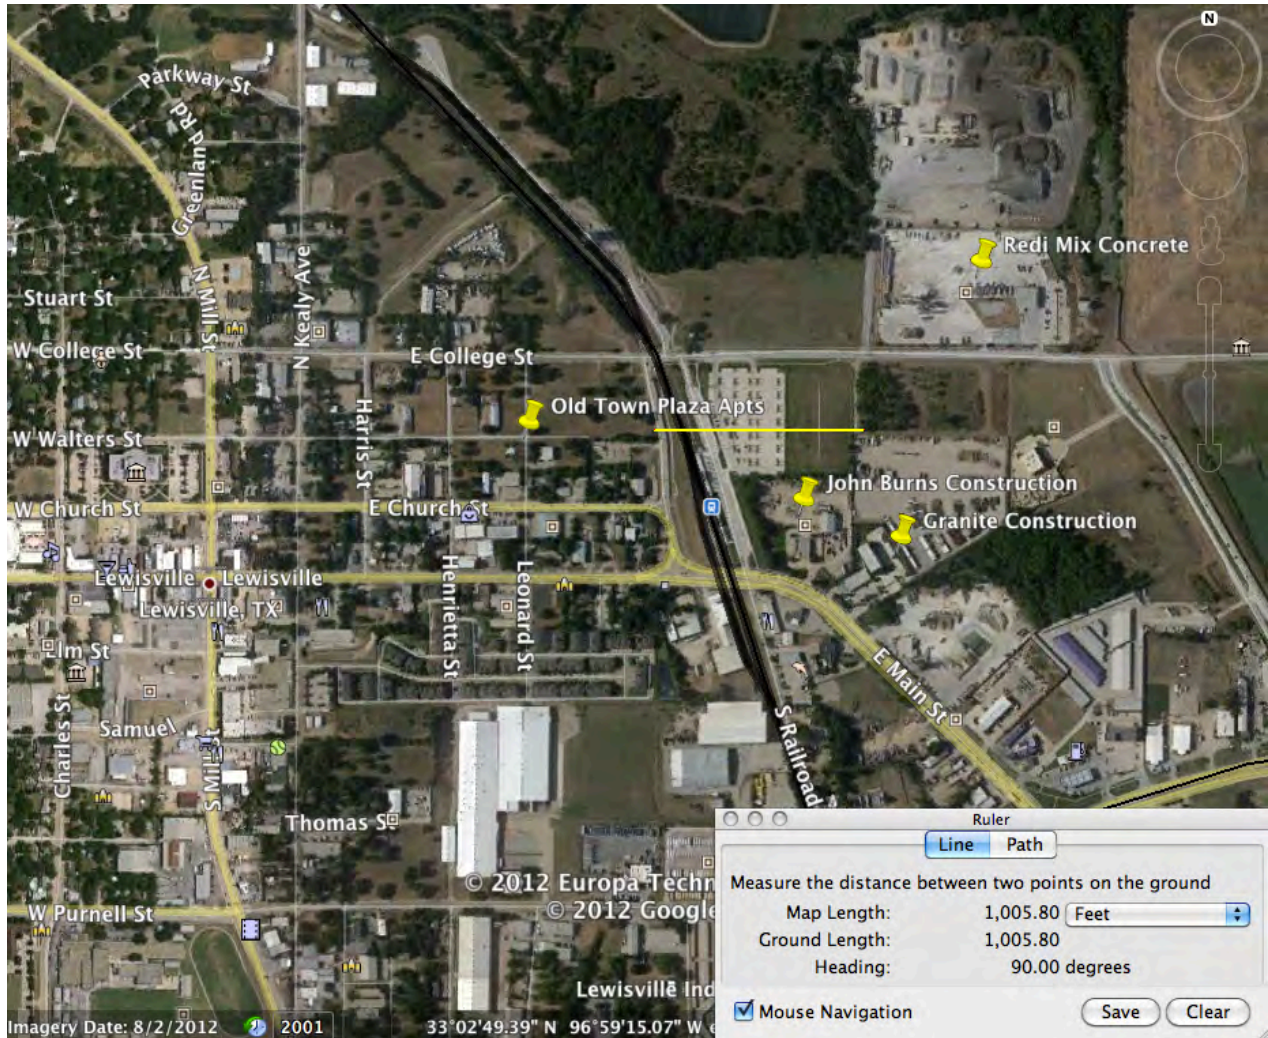 N
Parkway St
Greenland Rd
Redi Mix Concrete
N Kealy Ave
N Mill St
Stuart St
W College St
E College St
Old Town Plaza Apts
Harris St
W Walters St
John Burns Construction
W Church St
E Church St
Granite Construction
Lewisville
Lewisville
Lewisville, TX
Henrietta St
Leonard St
Elm St
E Main St
Charles St
Samuel
S Mill St
S Railroad
Thomas S
Ruler
Line Path
Measure the distance between two points on the ground
Map Length: 1,005.80 Feet
Ground Length: 1,005.80
Heading: 90.00 degrees
Mouse Navigation Save Clear
© 2012 Europa Techn
© 2012 Google
W Purnell St
Lewisville Ind
Imagery Date: 8/2/2012 2001 33°02'49.39" N 96°59'15.07" W e